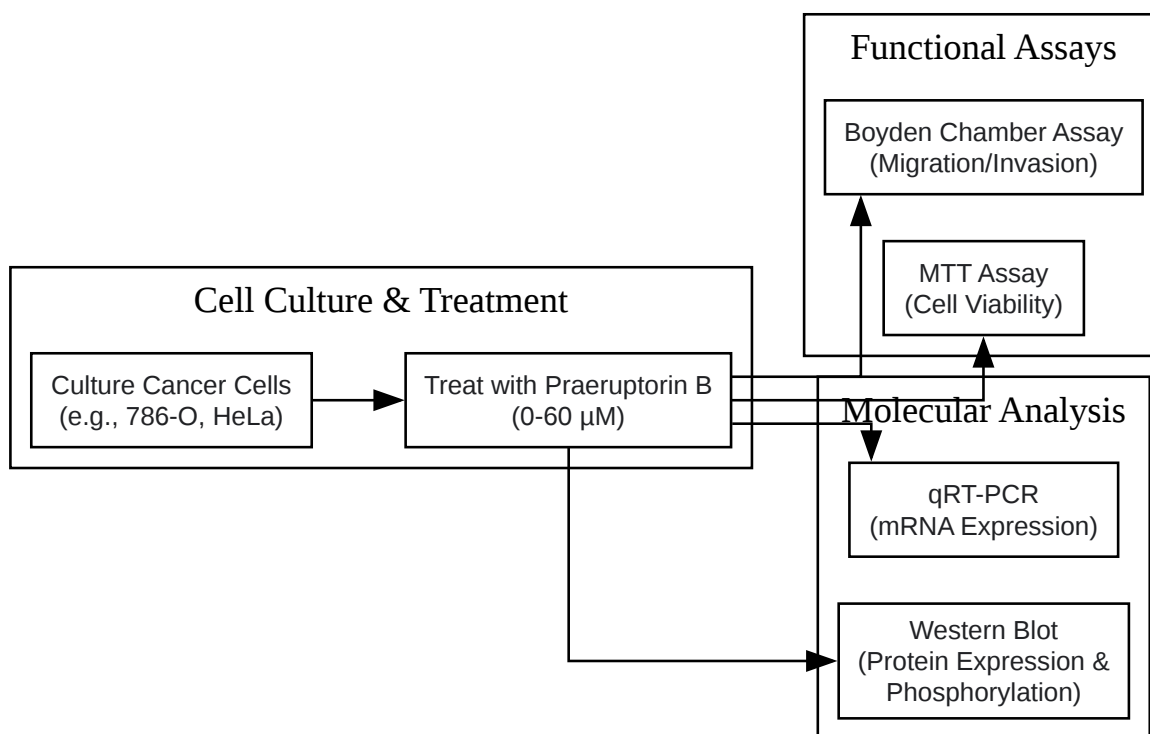 Functional Assays
Boyden Chamber Assay
(Migration/Invasion)
MTT Assay
(Cell Viability)
Cell Culture & Treatment
Culture Cancer Cells
(e.g., 786-O, HeLa)
Treat with Praeruptorin B
(0-60 µM)
Molecular Analysis
qRT-PCR
(mRNA Expression)
Western Blot
(Protein Expression &
Phosphorylation)